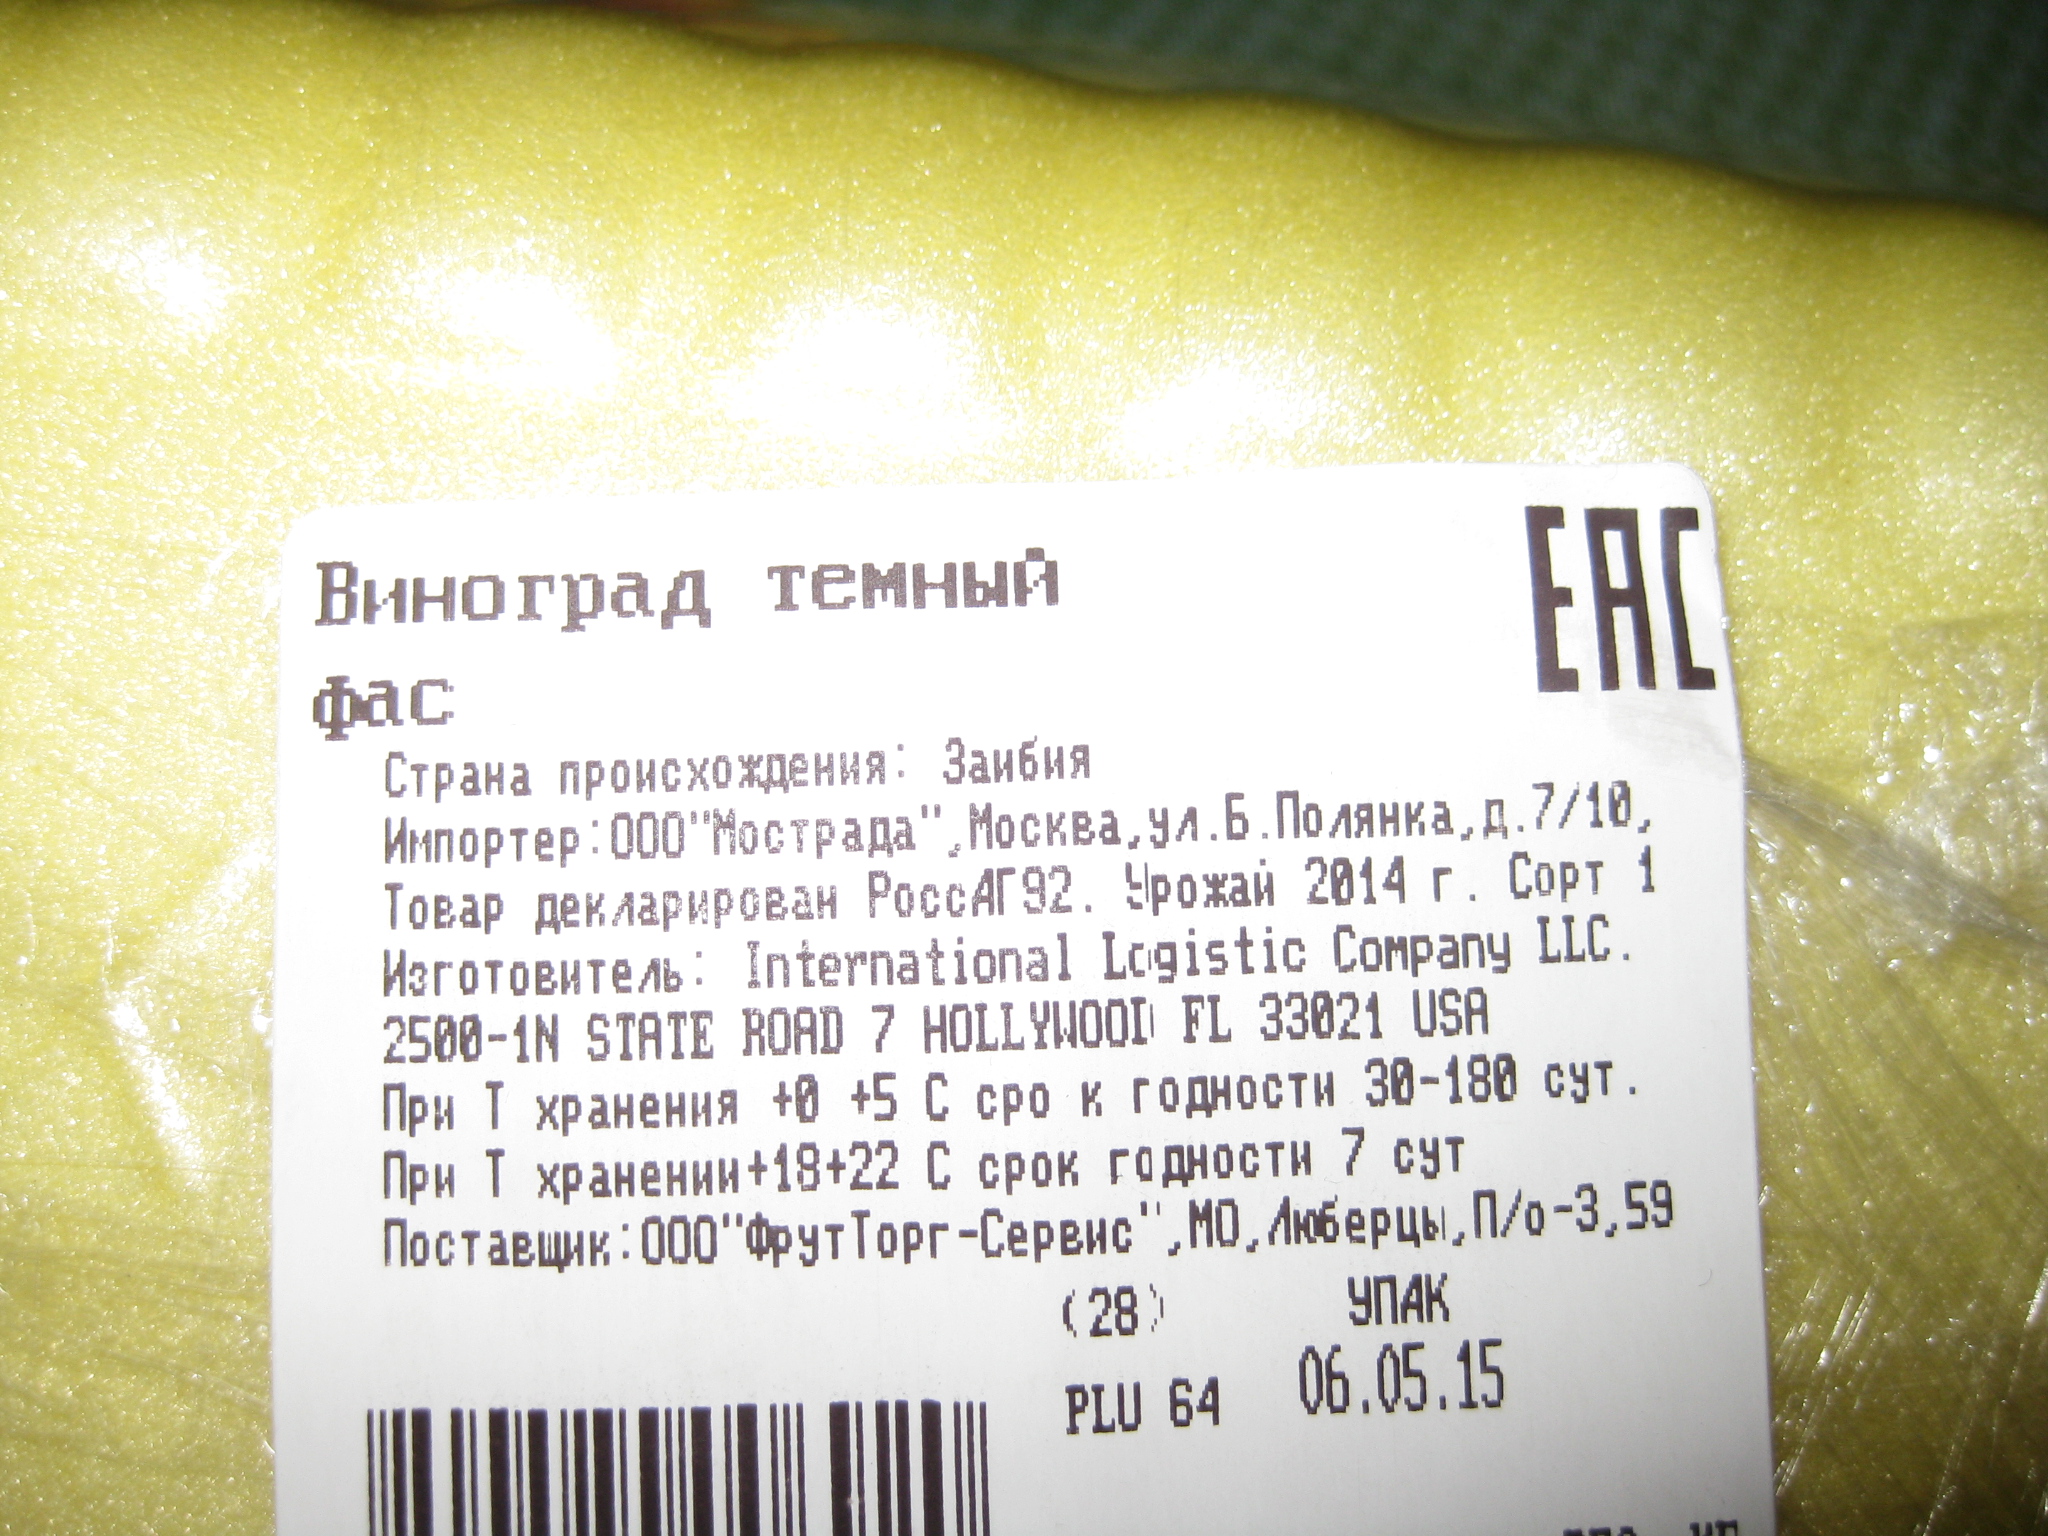 Виноград темный
ЕАС
фас
Страна происхождения: Заибия
Импортер:ООО"Мострада",Москва,ул.Б.Полянка,д.7/10,
Товар декларирован РоссАГ92. Урожай 2014 г. Сорт 1
Изготовитель: International Logistic Company LLC.
2500-1N STATE ROAD 7 HOLLYWOOD FL 33021 USA
При Т хранения +0 +5 С сро к годности 30-180 сут.
При Т хранении+18+22 С срок годности 7 сут
Поставщик:ООО"ФрутТорг-Сервис",МО,Люберцы,П/о-3,59
(28) УПАК
PLU 64 06.05.15